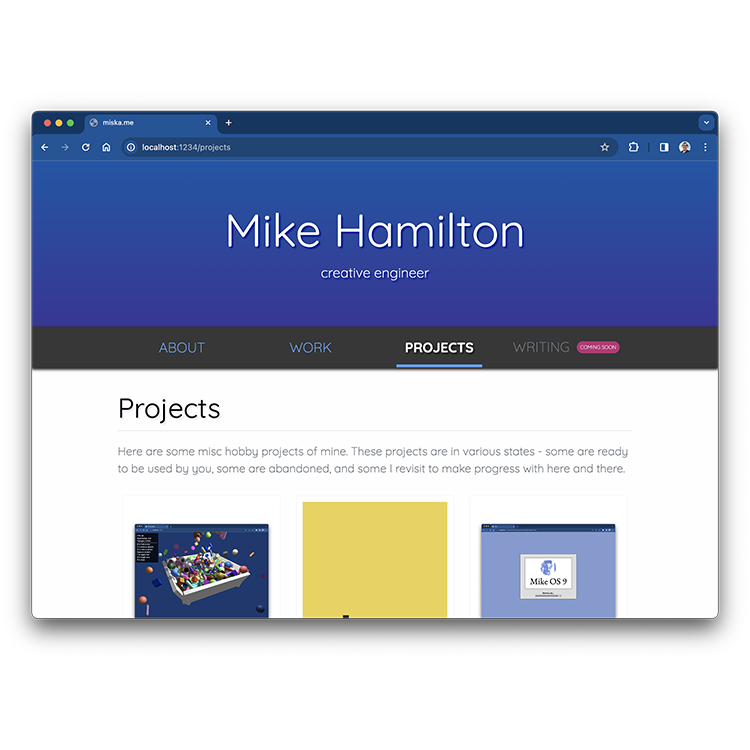 miska.me
localhost:1234/projects
Mike Hamilton
creative engineer
ABOUT WORK PROJECTS WRITING COMING SOON
Projects
Here are some misc hobby projects of mine. These projects are in various states - some are ready
to be used by you, some are abandoned, and some I revisit to make progress with here and there.
Mike OS 9